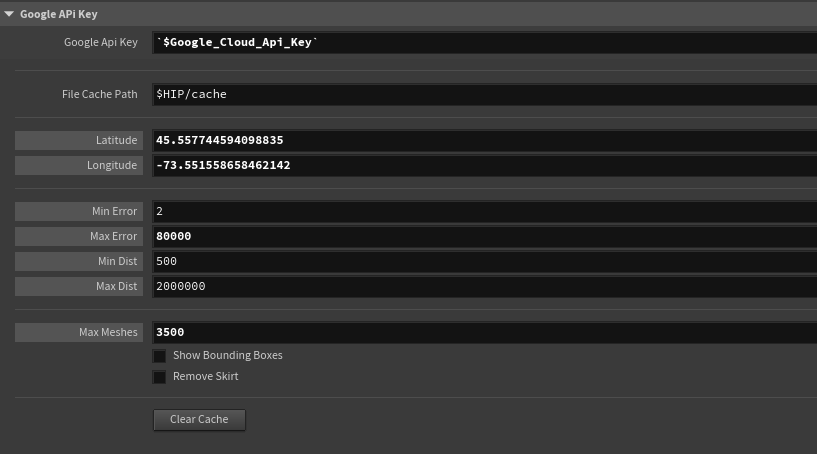 Google APi Key
Google Api Key `$Google_Cloud_Api_Key`
File Cache Path $HIP/cache
Latitude 45.557744594098835
Longitude -73.551558658462142
Min Error 2
Max Error 80000
Min Dist 500
Max Dist 2000000
Max Meshes 3500
Show Bounding Boxes
Remove Skirt
Clear Cache